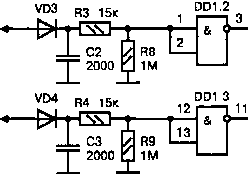 VD3 R3 15к DD1.2
1 & 3
C2 R8 2
2000 1M
VD4 R4 15к DD1.3
12 & 11
C3 R9 13
2000 1M